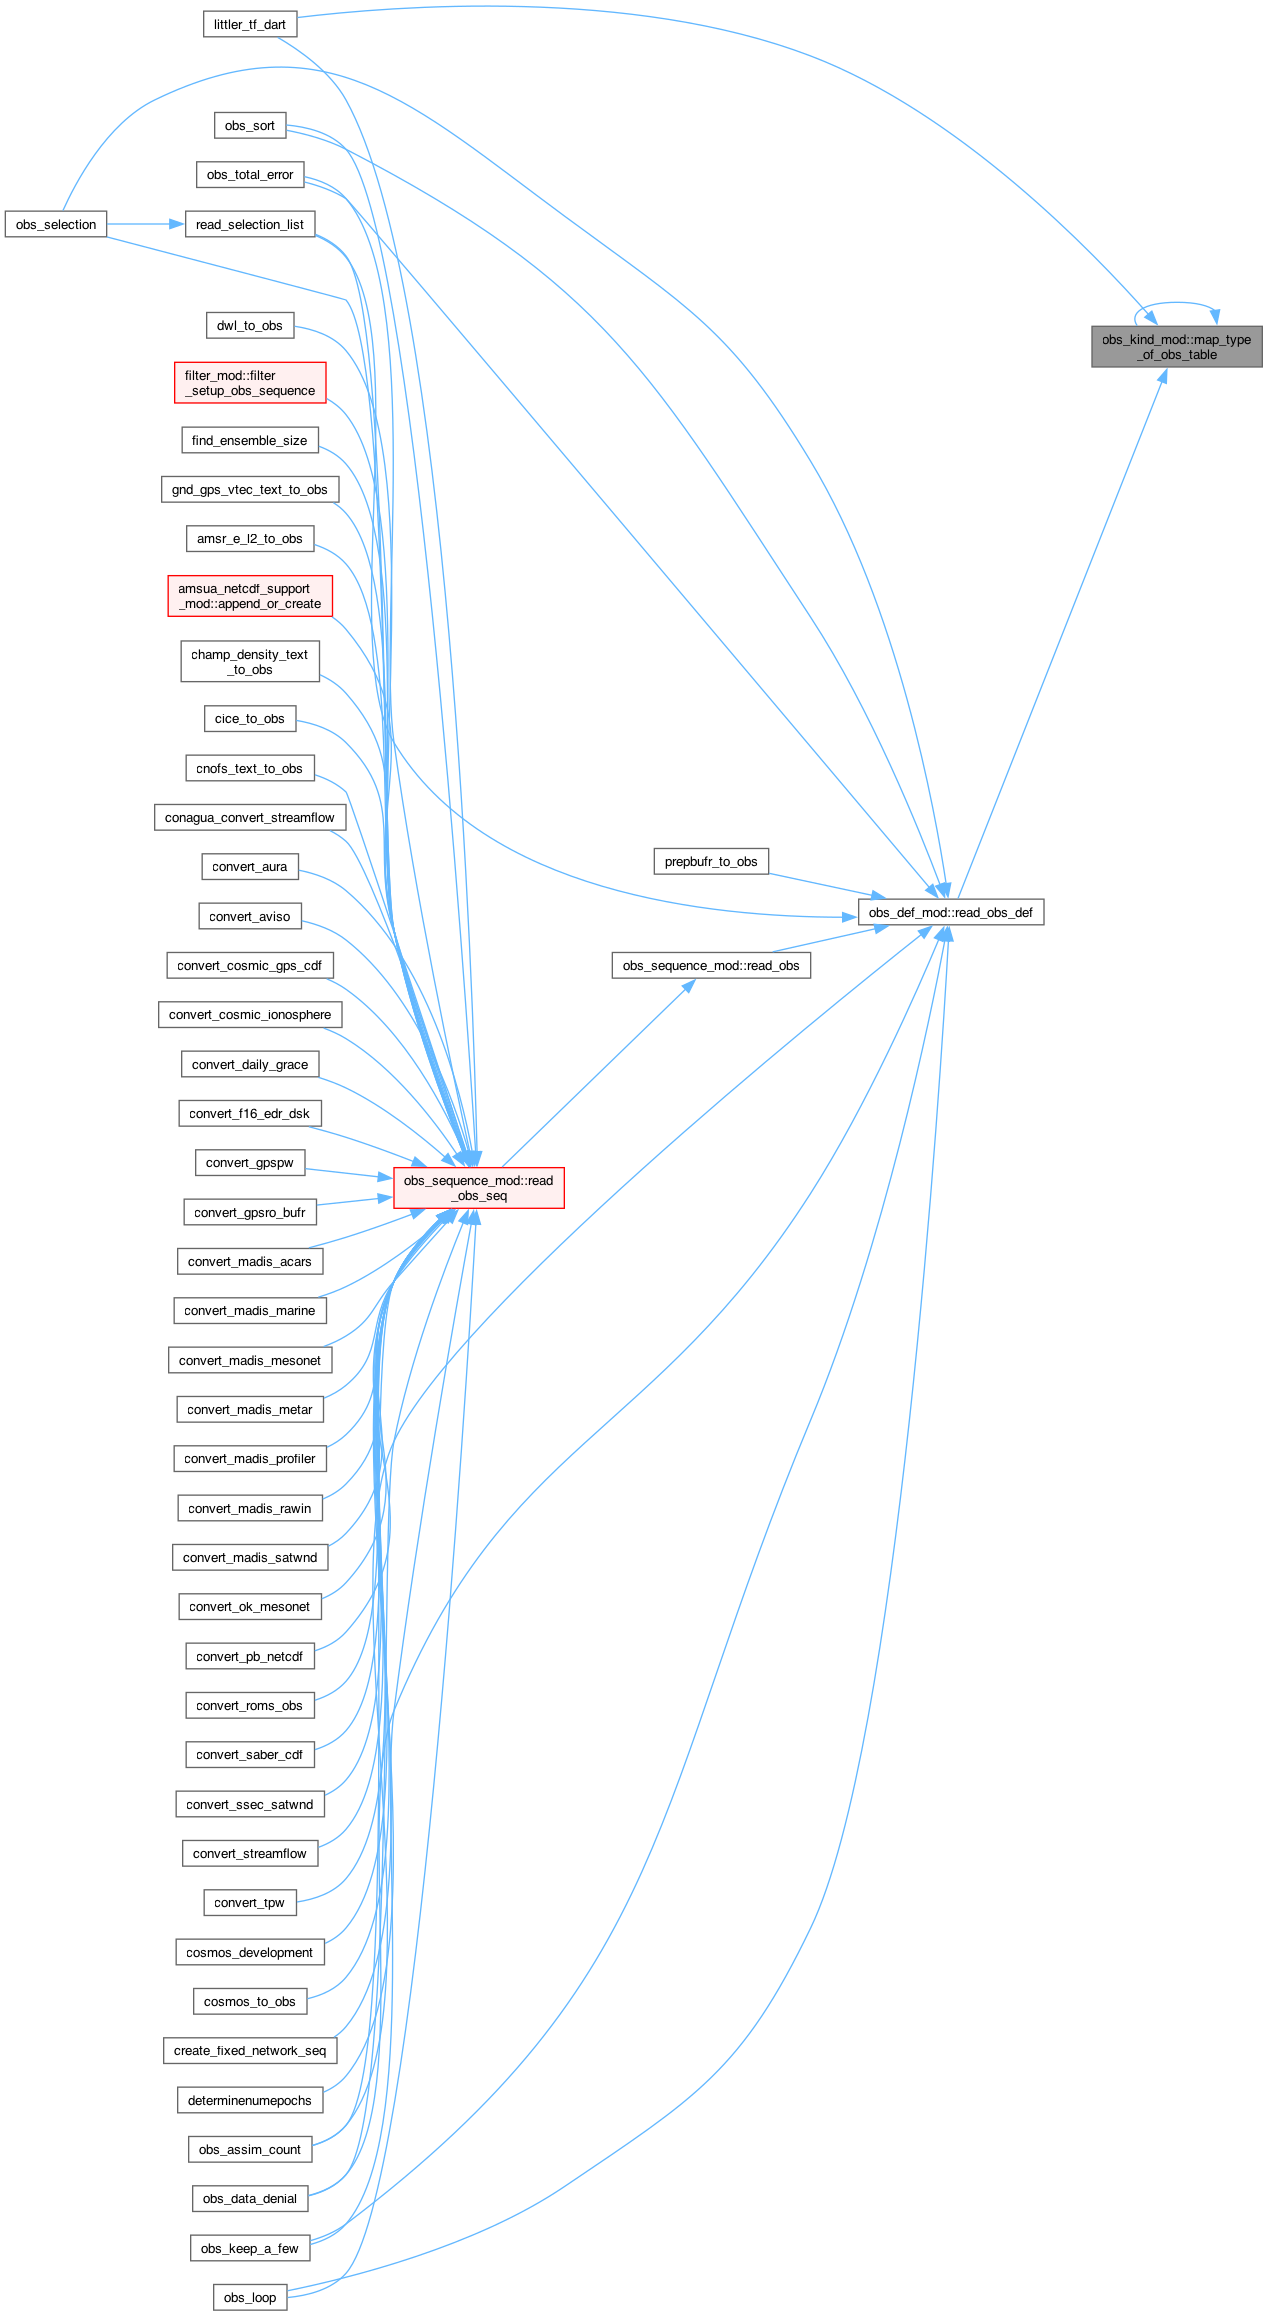 littler_tf_dart
obs_sort
obs_total_error
obs_selection
read_selection_list
dwl_to_obs
obs_kind_mod::map_type
_of_obs_table
filter_mod::filter
_setup_obs_sequence
find_ensemble_size
gnd_gps_vtec_text_to_obs
amsr_e_l2_to_obs
amsua_netcdf_support
_mod::append_or_create
champ_density_text
_to_obs
cice_to_obs
cnofs_text_to_obs
conagua_convert_streamflow
convert_aura
prepbufr_to_obs
convert_aviso
obs_def_mod::read_obs_def
convert_cosmic_gps_cdf
obs_sequence_mod::read_obs
convert_cosmic_ionosphere
convert_daily_grace
convert_f16_edr_dsk
convert_gpspw
obs_sequence_mod::read
_obs_seq
convert_gpsro_bufr
convert_madis_acars
convert_madis_marine
convert_madis_mesonet
convert_madis_metar
convert_madis_profiler
convert_madis_rawin
convert_madis_satwnd
convert_ok_mesonet
convert_pb_netcdf
convert_roms_obs
convert_saber_cdf
convert_ssec_satwnd
convert_streamflow
convert_tpw
cosmos_development
cosmos_to_obs
create_fixed_network_seq
determinenumepochs
obs_assim_count
obs_data_denial
obs_keep_a_few
obs_loop